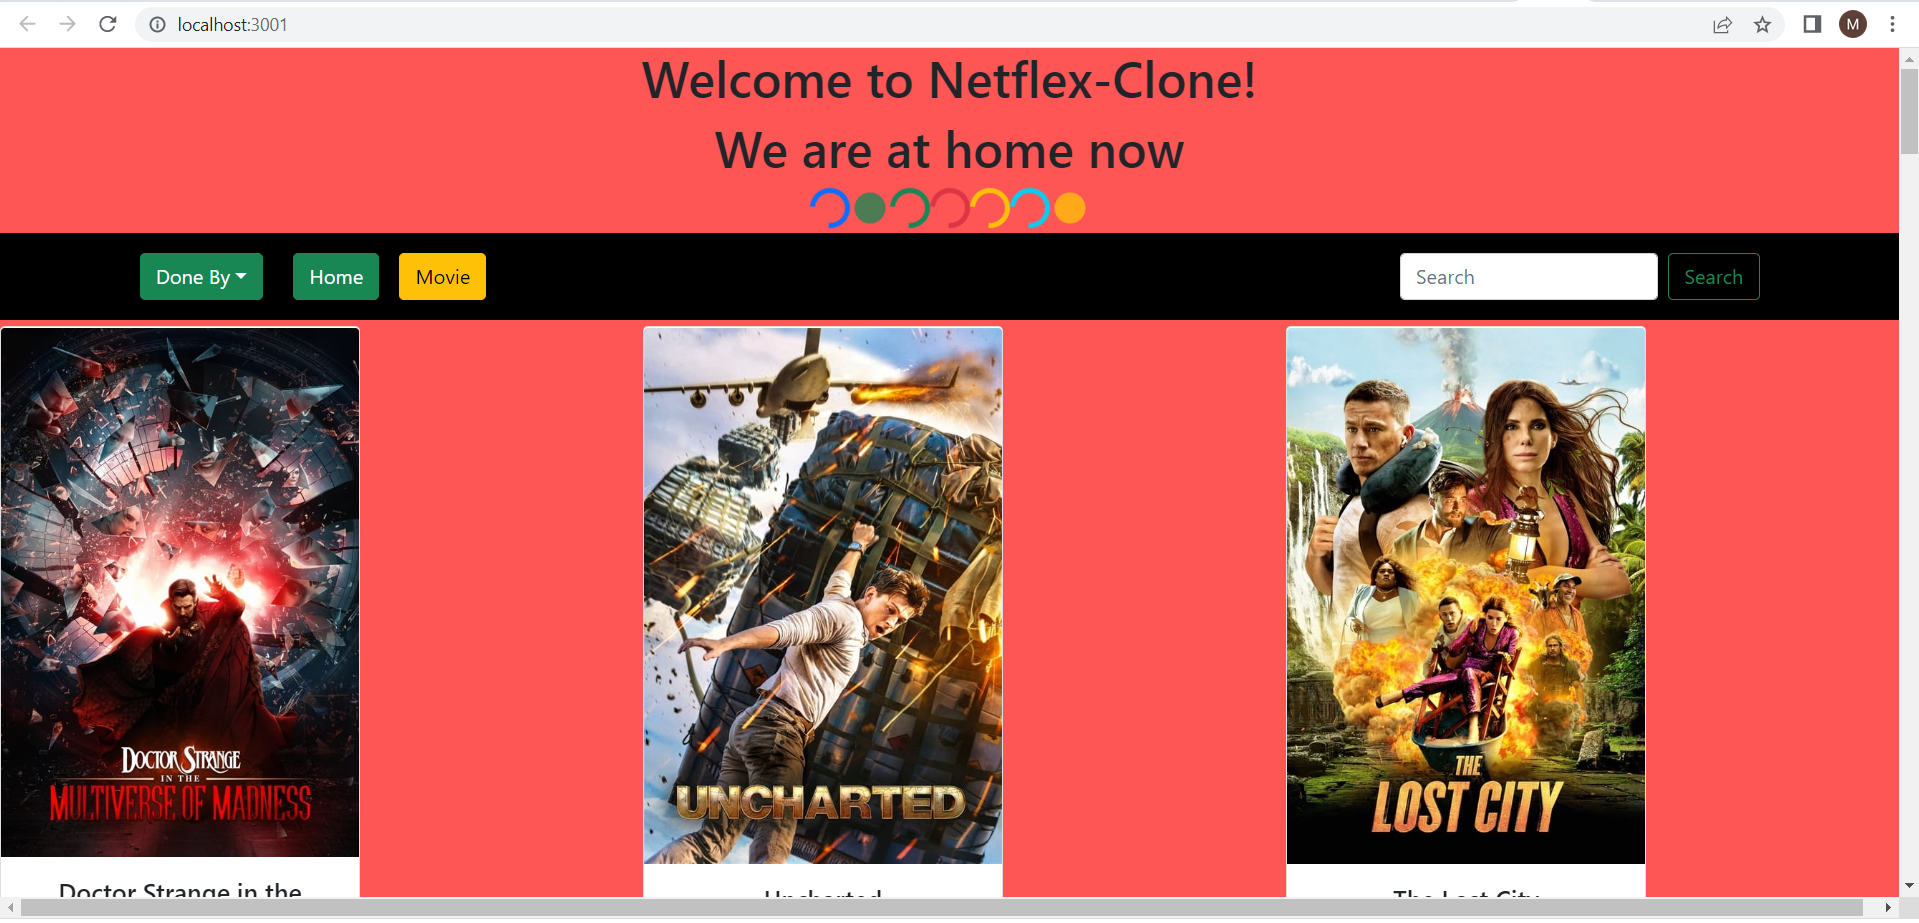 localhost:3001
M
Welcome to Netflex-Clone!
We are at home now
Done By
Home
Movie
Search
Search
DOCTOR STRANGE
IN THE
MULTIVERSE OF MADNESS
UNCHARTED
THE
LOST CITY
Doctor Strange in the
Uncharted
The Lost City